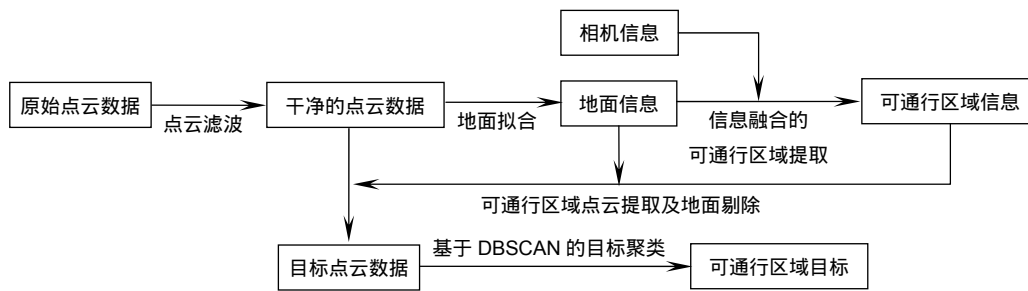 相机信息
原始点云数据
点云滤波
干净的点云数据
地面拟合
地面信息
信息融合的
可通行区域提取
可通行区域信息
可通行区域点云提取及地面剔除
目标点云数据
基于 DBSCAN 的目标聚类
可通行区域目标